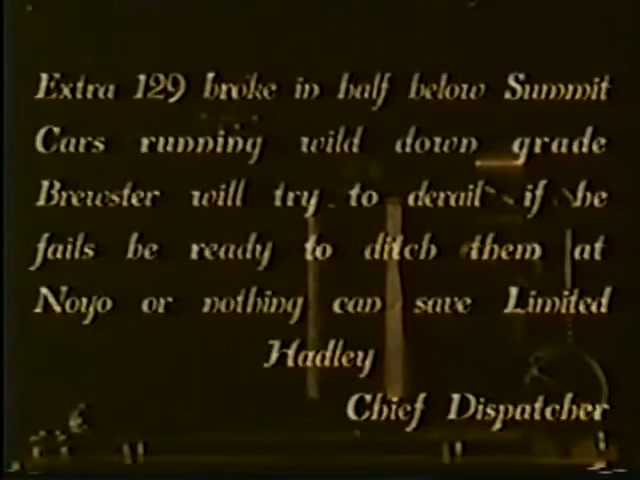 Extra 129 broke in half below Summit
Cars running wild down grade
Brewster will try to derail if he
fails be ready to ditch them at
Noyo or nothing can save Limited
Hadley
Chief Dispatcher